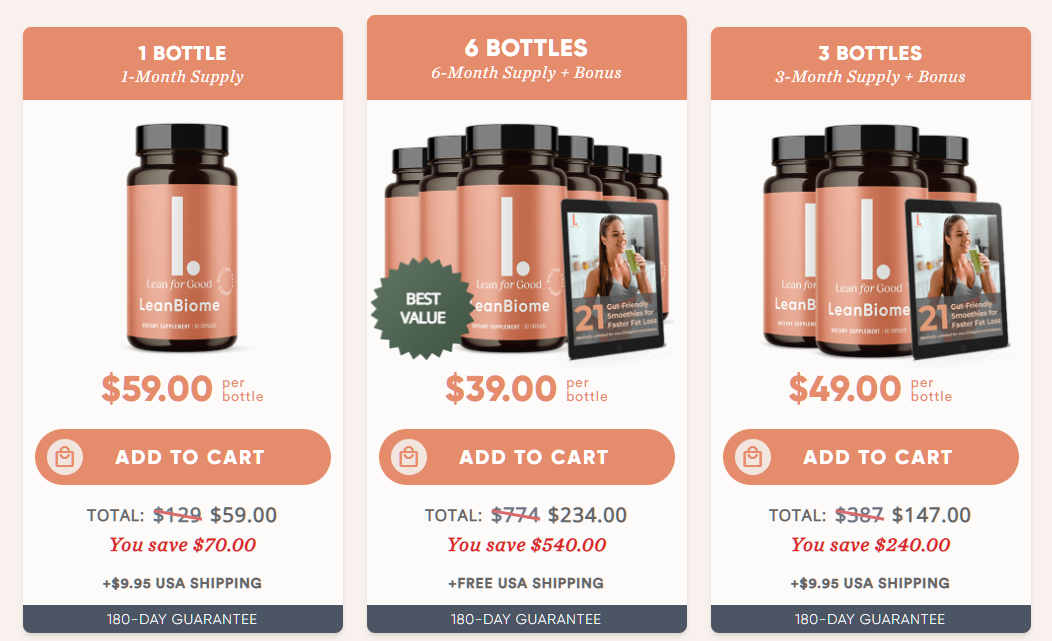 1 BOTTLE
1-Month Supply
Lean for Good
LeanBiome
DIETARY SUPPLEMENT | 60 CAPSULES
$59.00 per
bottle
ADD TO CART
TOTAL: $129 $59.00
You save $70.00
+$9.95 USA SHIPPING
180-DAY GUARANTEE
6 BOTTLES
6-Month Supply + Bonus
BEST
VALUE
Lean for Good
eanBiome
DIETARY SUPPLEMENT | 60 CAPSULES
L
21 Gut-Friendly
Smoothies for
Faster Fat Loss
$39.00 per
bottle
ADD TO CART
TOTAL: $774 $234.00
You save $540.00
+FREE USA SHIPPING
180-DAY GUARANTEE
3 BOTTLES
3-Month Supply + Bonus
Lean for Good
LeanBiome
L
21 Gut-Friendly
Smoothies for
Faster Fat Loss
$49.00 per
bottle
ADD TO CART
TOTAL: $387 $147.00
You save $240.00
+$9.95 USA SHIPPING
180-DAY GUARANTEE